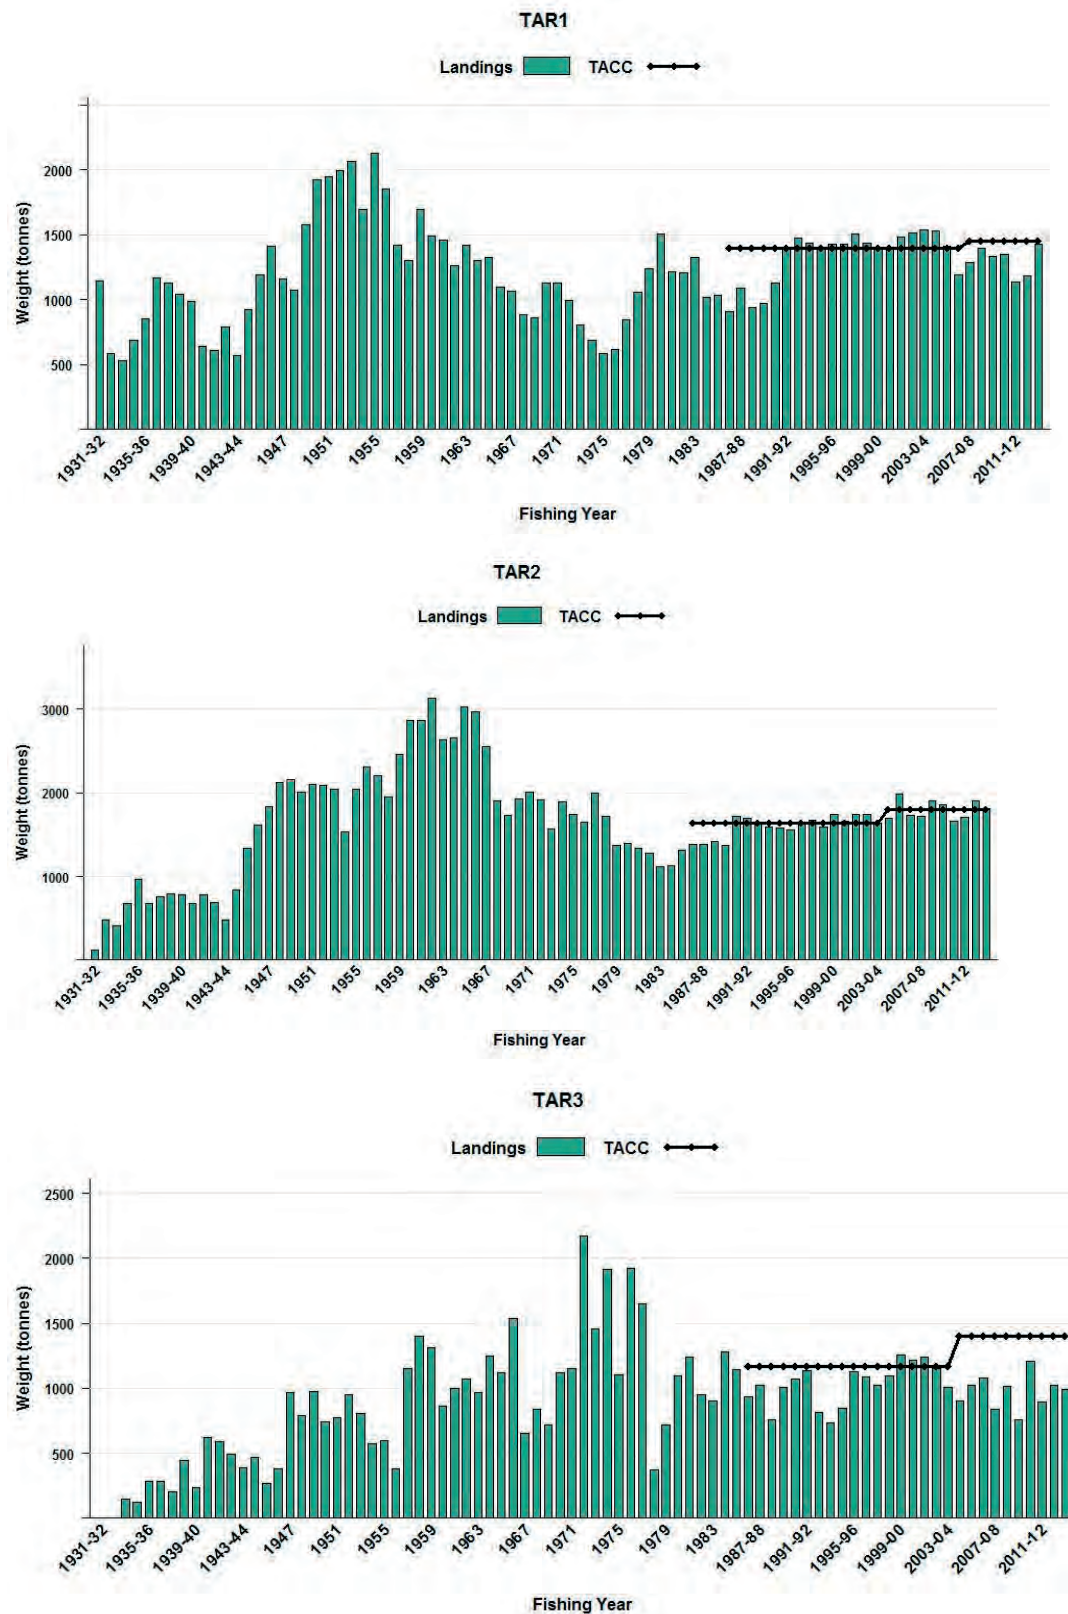 TAR1
Landings TACC
Weight (tonnes)
2000
1500
1000
500
1931-32 1935-36 1939-40 1943-44 1947 1951 1955 1959 1963 1967 1971 1975 1979 1983 1987-88 1991-92 1995-96 1999-00 2003-04 2007-08 2011-12
Fishing Year
TAR2
Landings TACC
Weight (tonnes)
3000
2000
1000
1931-32 1935-36 1939-40 1943-44 1947 1951 1955 1959 1963 1967 1971 1975 1979 1983 1987-88 1991-92 1995-96 1999-00 2003-04 2007-08 2011-12
Fishing Year
TAR3
Landings TACC
Weight (tonnes)
2500
2000
1500
1000
500
1931-32 1935-36 1939-40 1943-44 1947 1951 1955 1959 1963 1967 1971 1975 1979 1983 1987-88 1991-92 1995-96 1999-00 2003-04 2007-08 2011-12
Fishing Year